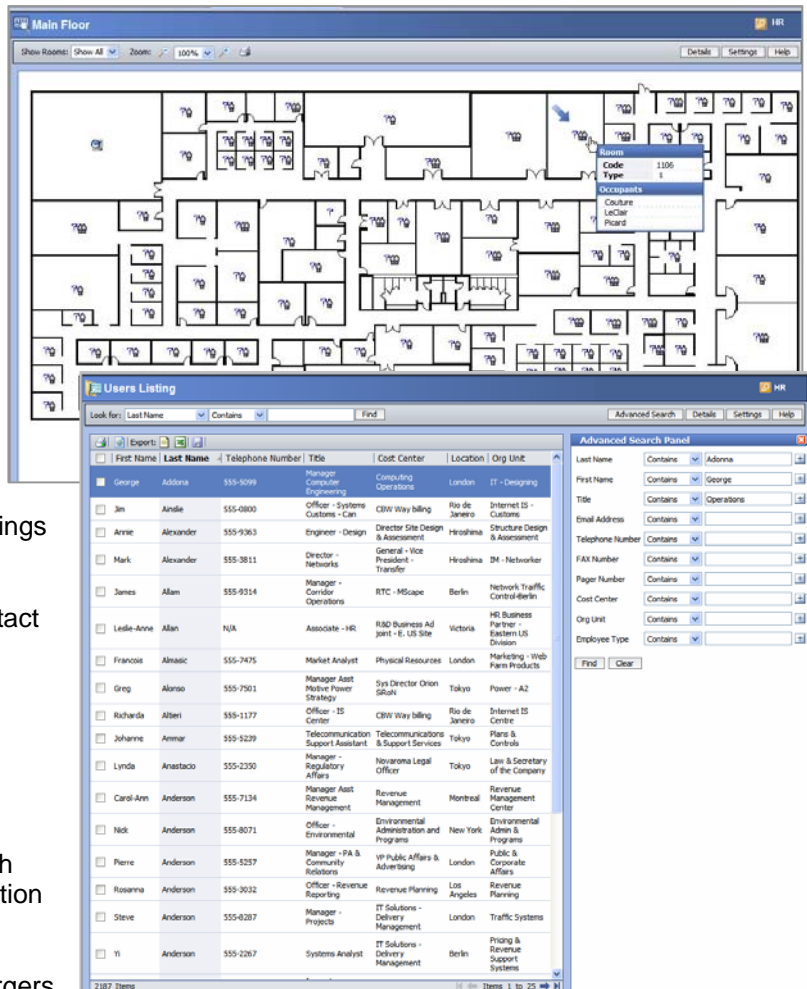 Main Floor
HR
Show Rooms: Show All Zoom: 100%
Details Settings Help
Room
Code 1106
Type 1
Occupants
Couture
LeClair
Picard
Users Listing
HR
Look for: Last Name Contains Find
Advanced Search Details Settings Help
Export:
First Name Last Name Telephone Number Title Cost Center Location Org Unit
George Addona 555-5099 Manager Computer Engineering Computing Operations London IT - Designing
Jim Ainslie 555-0800 Officer - Systems Customs - Can CBW Way billing Rio de Janeiro Internet IS - Customs
Annie Alexander 555-9363 Engineer - Design Director Site Design & Assessment Hiroshima Structure Design & Assessment
Mark Alexander 555-3811 Director - Networks General - Vice President - Transfer Hiroshima IM - Networker
James Allam 555-9314 Manager - Corridor Operations RTC - MScape Berlin Network Traiffic Control-Berlin
Leslie-Anne Allan N/A Associate - HR R&D Business Ad joint - E. US Site Victoria HR Business Partner - Eastern US Division
Francois Almasic 555-7475 Market Analyst Physical Resources London Marketing - Web Farm Products
Greg Alonso 555-7501 Manager Asst Motive Power Strategy Sys Director Orion SiRoN Tokyo Power - A2
Richarda Altieri 555-1177 Officer - IS Center CBW Way billing Rio de Janeiro Internet IS Centre
Johanne Ammar 555-5239 Telecommunication Support Assistant Telecommunications & Support Services Tokyo Plans & Controls
Lynda Anastacio 555-2350 Manager - Regulatory Affairs Novaroma Legal Officer Tokyo Law & Secretary of the Company
Carol-Ann Anderson 555-7134 Manager Asst Revenue Management Revenue Management Montreal Revenue Management Center
Nick Anderson 555-8071 Officer - Environmental Environmental Administration and Programs New York Environmental Admin & Programs
Pierre Anderson 555-5257 Manager - PA & Community Relations VP Public Affairs & Advertising London Public & Corporate Affairs
Rosanna Anderson 555-3032 Officer - Revenue Reporting Revenue Planning Los Angeles Revenue Planning
Steve Anderson 555-8287 Manager - Projects IT Solutions - Delivery Management London Traffic Systems
Yi Anderson 555-2267 Systems Analyst IT Solutions - Delivery Management Berlin Pricing & Revenue Support Systems
2187 Items Items 1 to 25
Advanced Search Panel
Last Name Contains Adonna
First Name Contains George
Title Contains Operations
Email Address Contains
Telephone Number Contains
FAX Number Contains
Pager Number Contains
Cost Center Contains
Org Unit Contains
Employee Type Contains
Find Clear